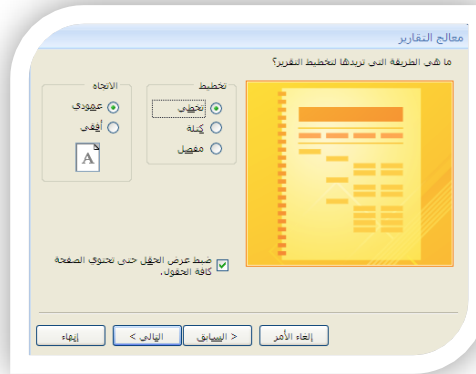 معالج التقارير
ما هي الطريقة التي تريدها لتخطيط التقرير؟
تخطيط
تخطي
كتلة
مفصل
الاتجاه
عمودي
أفقي
A
ضبط عرض الحقل حتى تحتوي الصفحة
كافة الحقول.
إلغاء الأمر
< السابق
التالي >
إنهاء